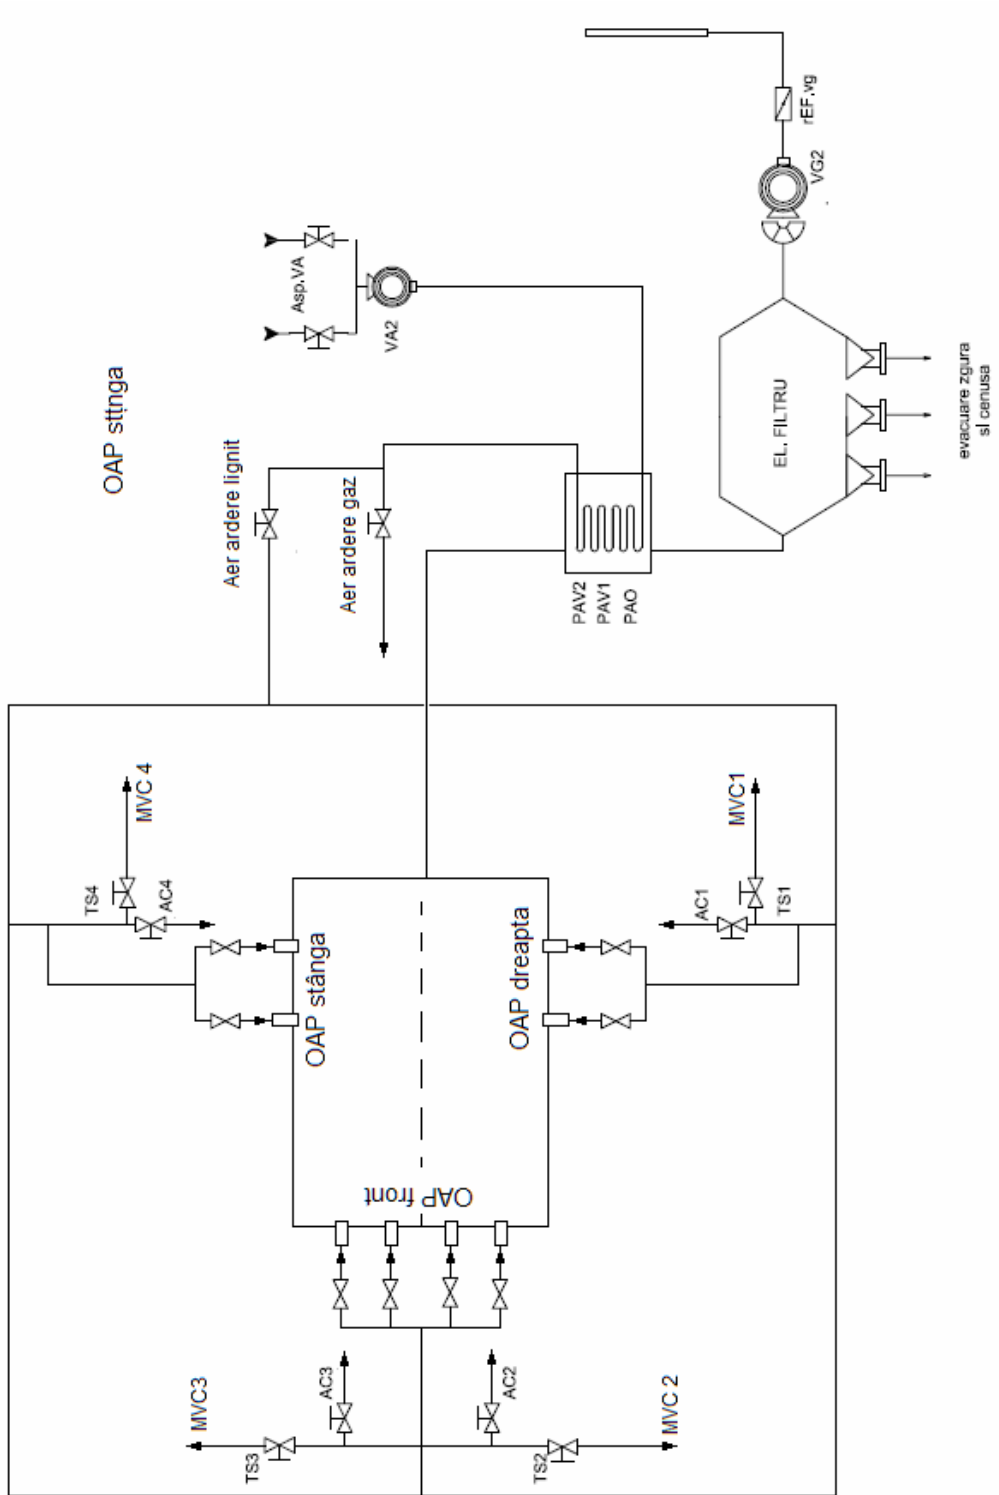 rEF.vg
VG2
Asp.VA
VA2
OAP stțnga
Aer ardere lignit
Aer ardere gaz
EL. FILTRU
evacuare zgura
sI cenusa
PAV2
PAV1
PAO
MVC 4
TS4
AC4
MVC1
AC1
TS1
OAP stânga
OAP dreapta
OAP front
MVC3
TS3
AC3
AC2
TS2
MVC 2